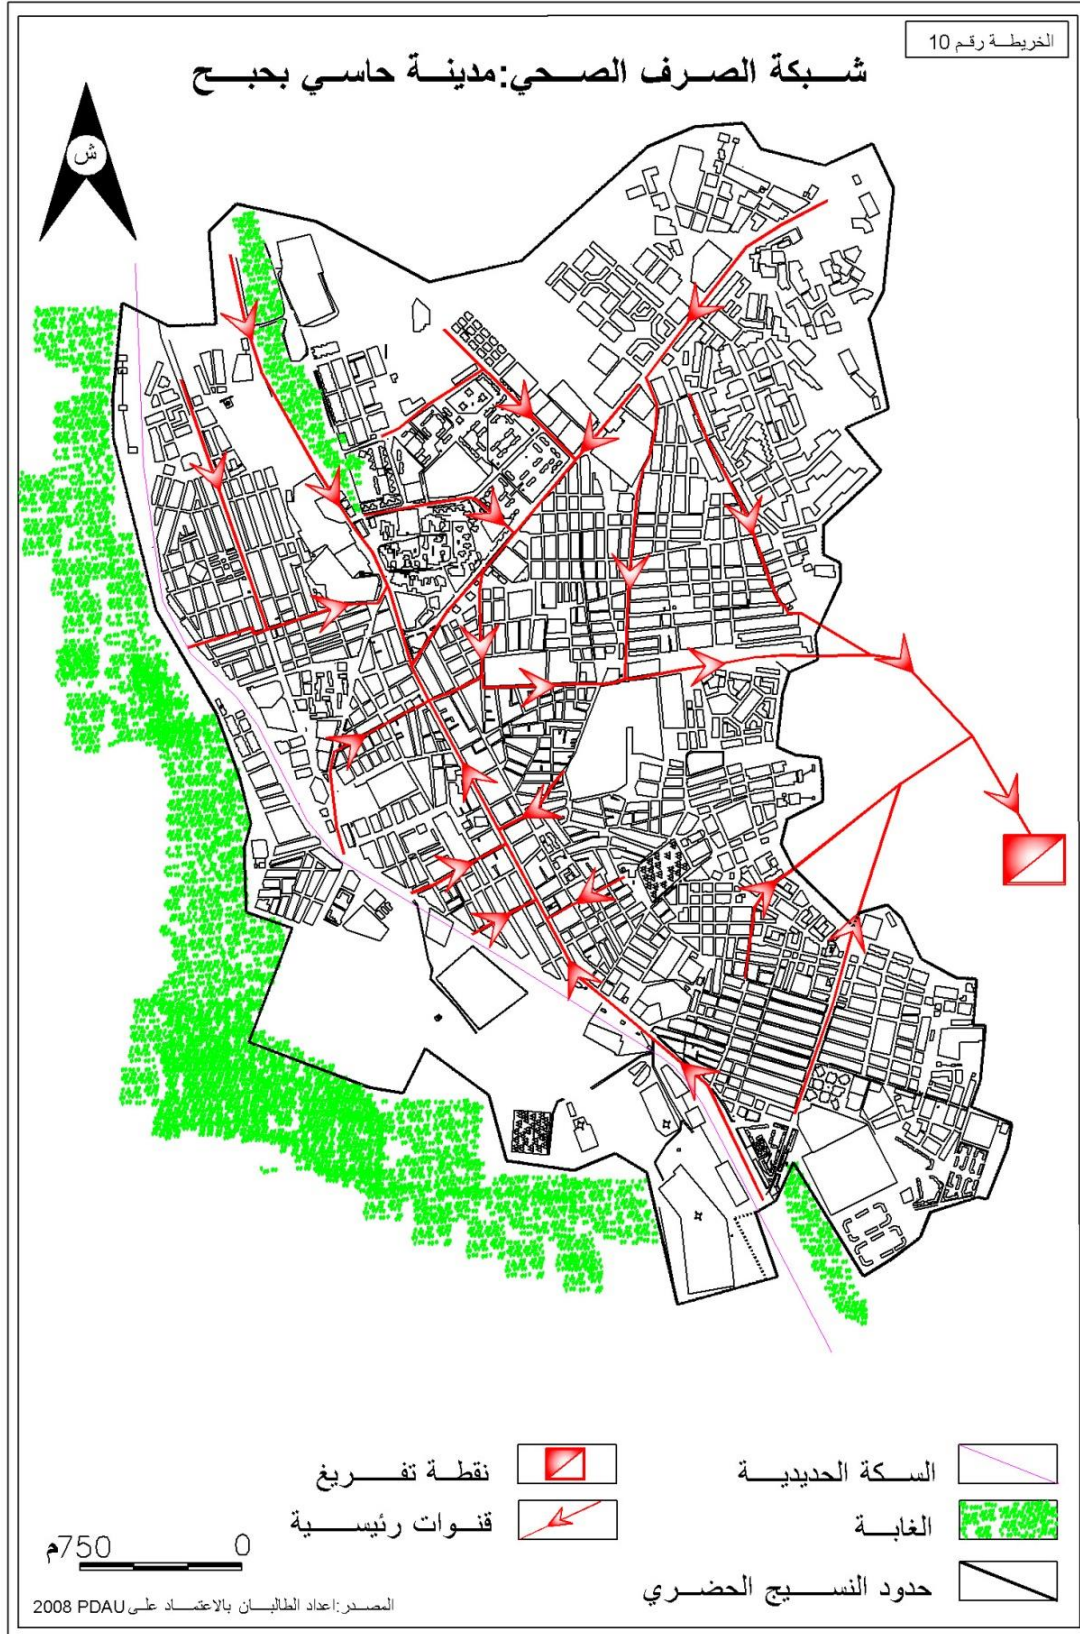 الخريطة رقم 10
شبكة الصرف الصحي:مدينة حاسي بحبح
ش
السكة الحديدية
نقطة تفريغ
الغابة
قنوات رئيسية
حدود النسيج الحضري
0
750م
المصدر:اعداد الطالبان بالاعتماد على PDAU 2008